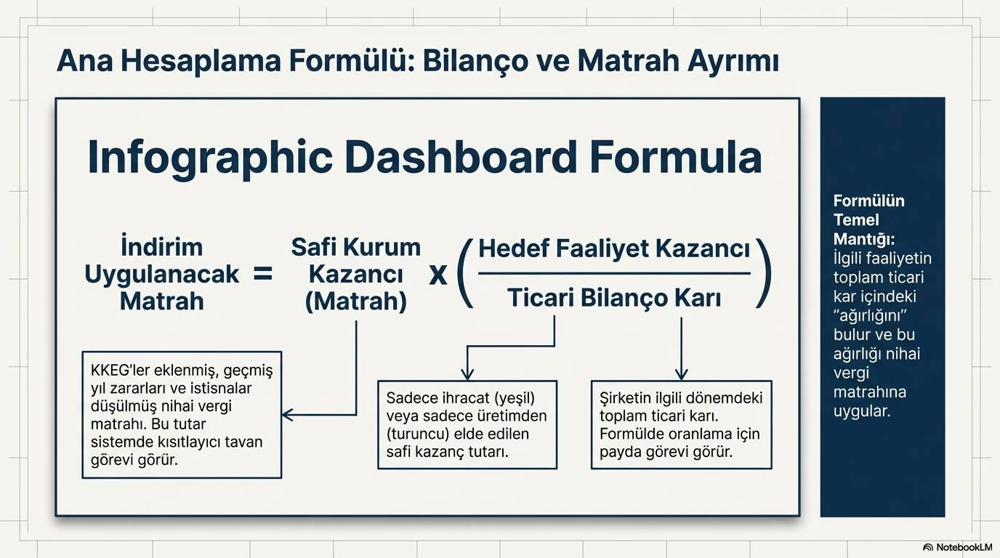 Ana Hesaplama Formülü: Bilanço ve Matrah Ayrımı
Infographic Dashboard Formula
İndirim
Uygulanacak
Matrah
=
Safi Kurum
Kazancı
(Matrah)
x
(Hedef Faaliyet Kazancı)
Ticari Bilanço Karı
KKEG'ler eklenmiş, geçmiş
yıl zararları ve istisnalar
düşülmüş nihai vergi
matrahı. Bu tutar
sistemde kısıtlayıcı tavan
görevi görür.
Sadece ihracat (yeşil)
veya sadece üretimden
(turuncu) elde edilen
safi kazanç tutarı.
Şirketin ilgili dönemdeki
toplam ticari karı.
Formülde oranlama için
payda görevi görür.
Formülün
Temel
Mantığı:
İlgili faaliyetin
toplam ticari
kar içindeki
“ağırlığını”
bulur ve bu
ağırlığı nihai
vergi
matrahına
uygular.
NotebookLM